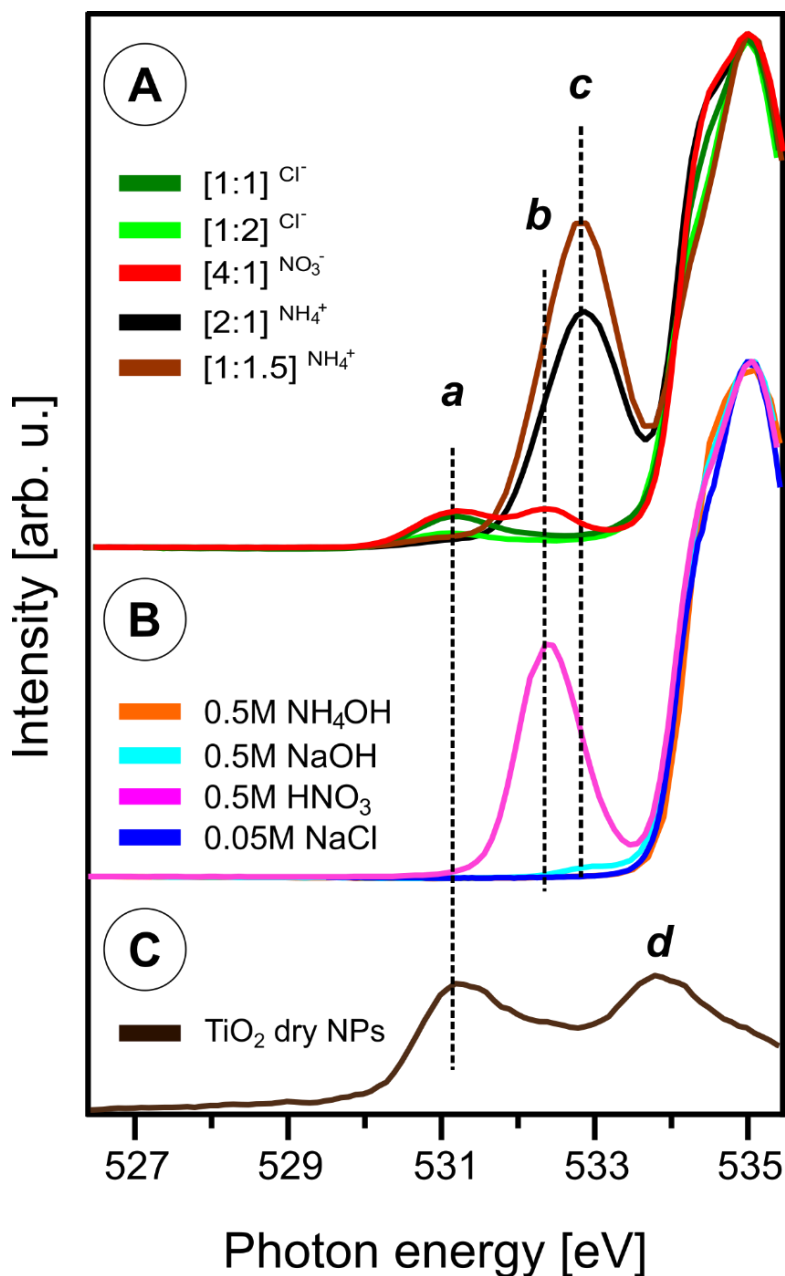 A
c
[1:1] Cl⁻
[1:2] Cl⁻
b
[4:1] NO₃⁻
[2:1] NH₄⁺
[1:1.5] NH₄⁺
a
Intensity [arb. u.]
B
0.5M NH₄OH
0.5M NaOH
0.5M HNO₃
0.05M NaCl
C
d
TiO₂ dry NPs
527 529 531 533 535
Photon energy [eV]